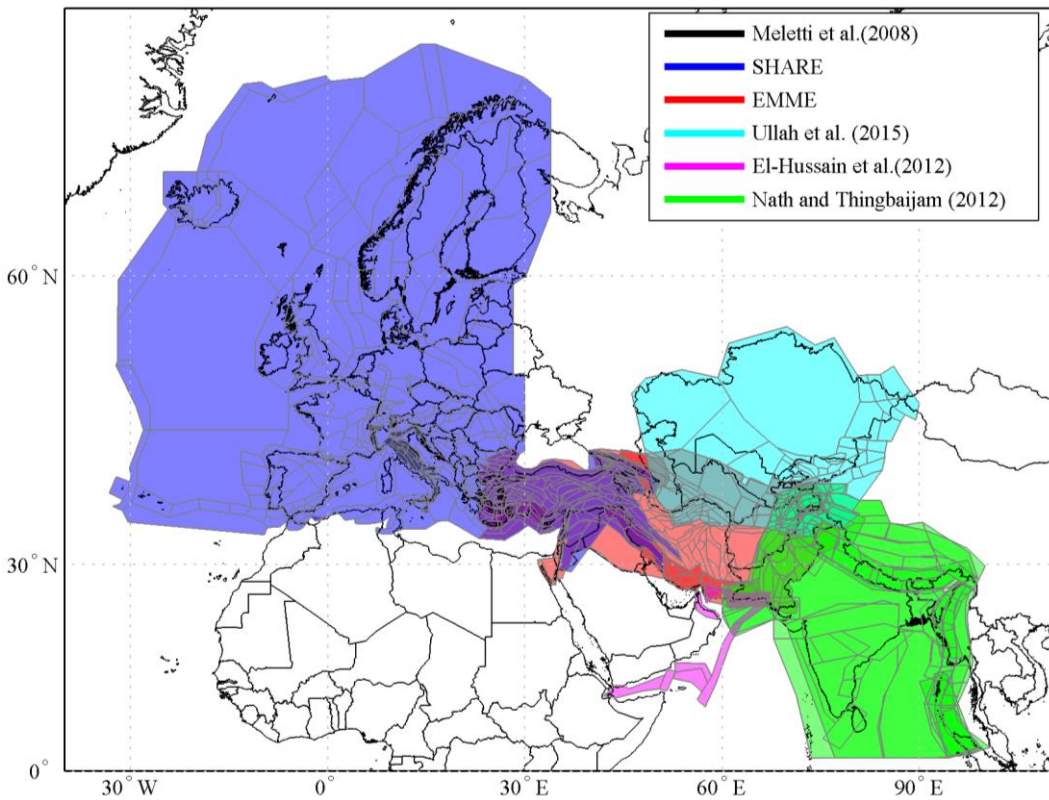 Meletti et al.(2008)
SHARE
EMME
Ullah et al. (2015)
El-Hussain et al.(2012)
Nath and Thingbaijam (2012)
60° N
30° N
0°
30° W
0°
30° E
60° E
90° E